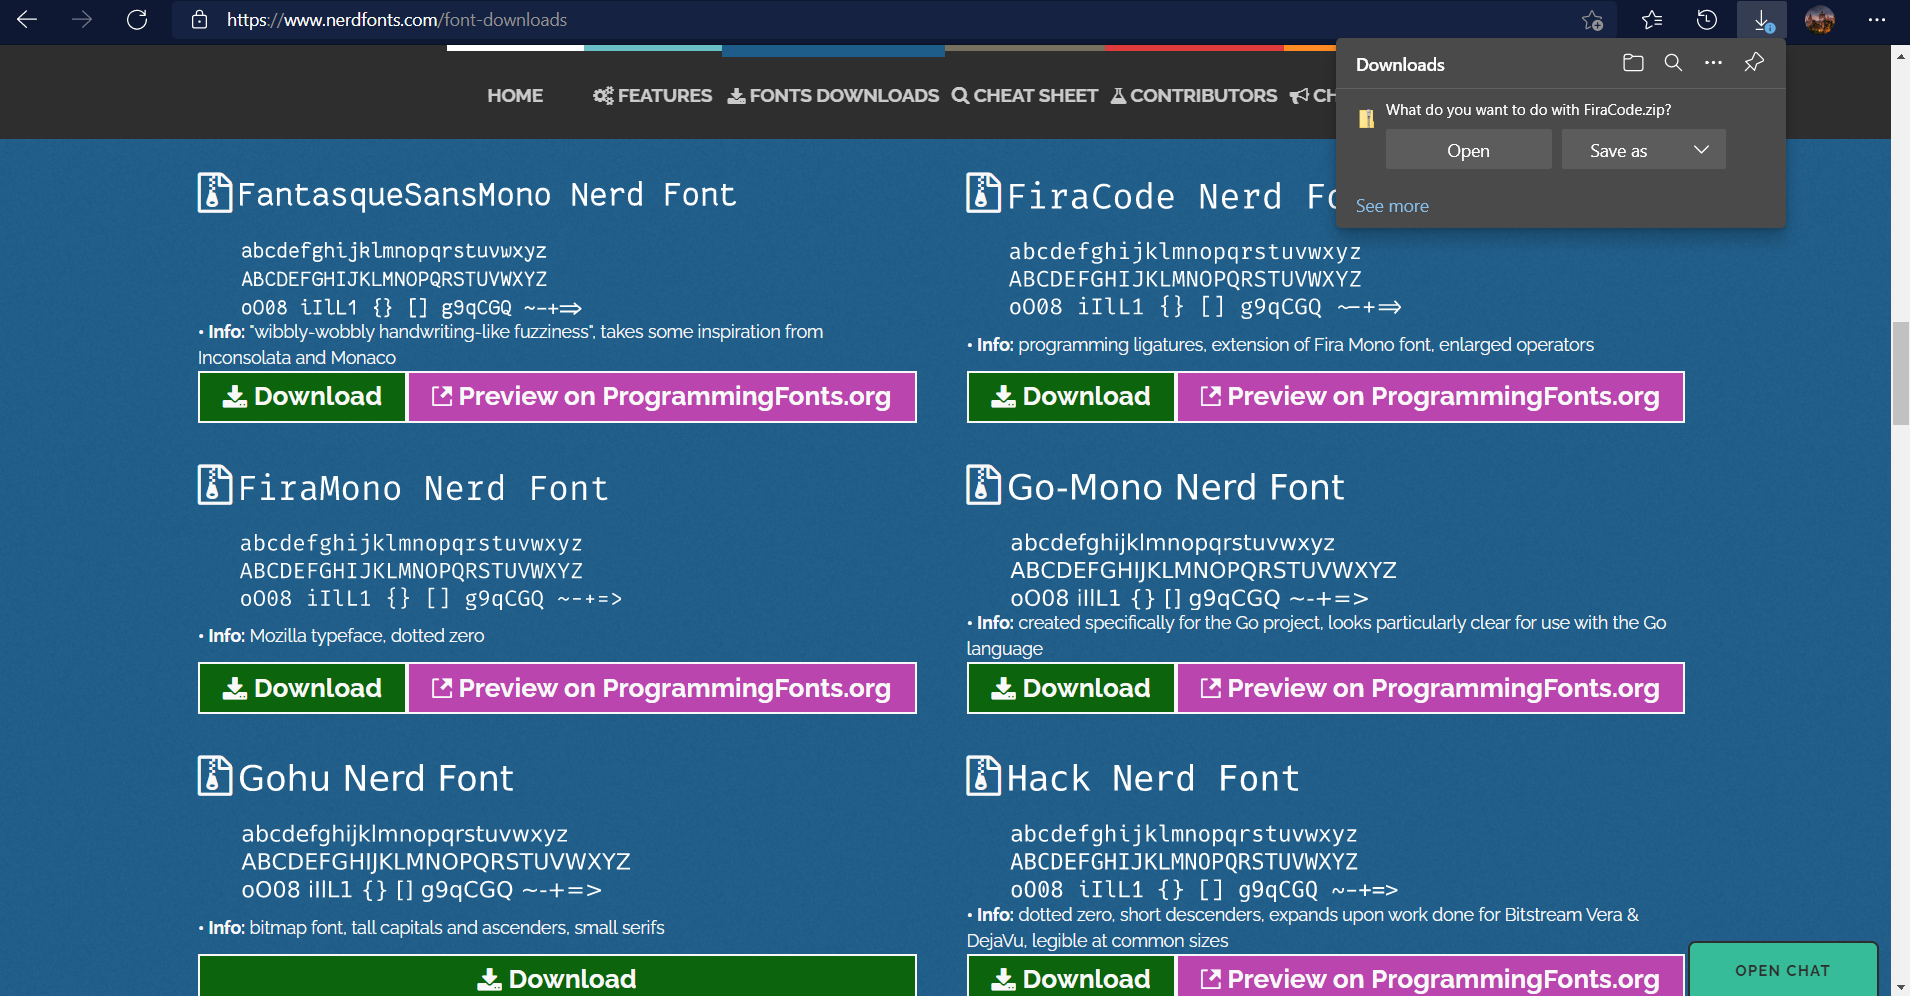 https://www.nerdfonts.com/font-downloads
Downloads
What do you want to do with FiraCode.zip?
Open
Save as
See more
HOME
FEATURES
FONTS DOWNLOADS
CHEAT SHEET
CONTRIBUTORS
CH
FantasqueSansMono Nerd Font
abcdefghijklmnopqrstuvwxyz
ABCDEFGHIJKLMNOPQRSTUVWXYZ
oO08 iIlL1 {} [] g9qCGQ ~-+=>
• Info: "wibbly-wobbly handwriting-like fuzziness", takes some inspiration from
Inconsolata and Monaco
Download
Preview on ProgrammingFonts.org
FiraCode Nerd Fo
abcdefghijklmnopqrstuvwxyz
ABCDEFGHIJKLMNOPQRSTUVWXYZ
oO08 iIlL1 {} [] g9qCGQ ~-+=>
• Info: programming ligatures, extension of Fira Mono font, enlarged operators
Download
Preview on ProgrammingFonts.org
FiraMono Nerd Font
abcdefghijklmnopqrstuvwxyz
ABCDEFGHIJKLMNOPQRSTUVWXYZ
oO08 iIlL1 {} [] g9qCGQ ~-+=>
• Info: Mozilla typeface, dotted zero
Download
Preview on ProgrammingFonts.org
Go-Mono Nerd Font
abcdefghijklmnopqrstuvwxyz
ABCDEFGHIJKLMNOPQRSTUVWXYZ
oO08 iIlL1 {} [] g9qCGQ ~-+=>
• Info: created specifically for the Go project, looks particularly clear for use with the Go
language
Download
Preview on ProgrammingFonts.org
Gohu Nerd Font
abcdefghijklmnopqrstuvwxyz
ABCDEFGHIJKLMNOPQRSTUVWXYZ
oO08 iIlL1 {} [] g9qCGQ ~-+=>
• Info: bitmap font, tall capitals and ascenders, small serifs
Download
Hack Nerd Font
abcdefghijklmnopqrstuvwxyz
ABCDEFGHIJKLMNOPQRSTUVWXYZ
oO08 iIlL1 {} [] g9qCGQ ~-+=>
• Info: dotted zero, short descenders, expands upon work done for Bitstream Vera &
DejaVu, legible at common sizes
Download
Preview on ProgrammingFonts.org
OPEN CHAT